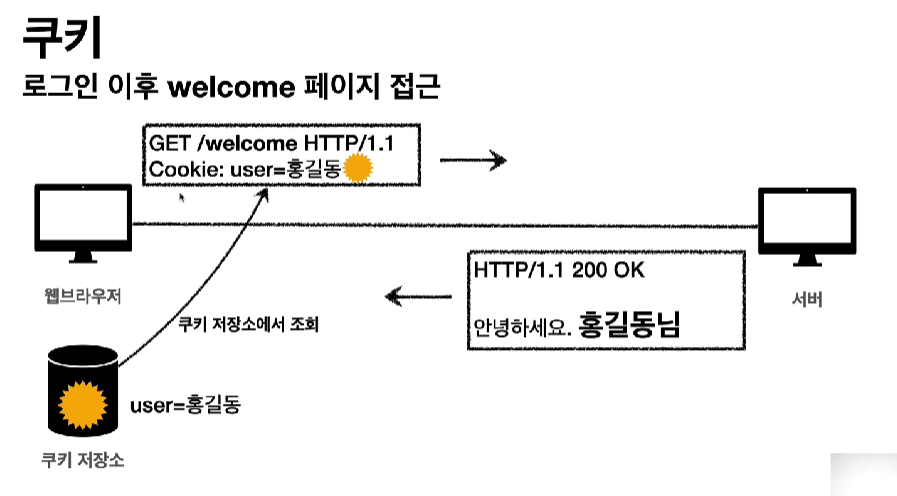 쿠키
로그인 이후 welcome 페이지 접근
GET /welcome HTTP/1.1
Cookie: user=홍길동
웹브라우저
HTTP/1.1 200 OK
안녕하세요. 홍길동님
서버
쿠키 저장소에서 조회
user=홍길동
쿠키 저장소